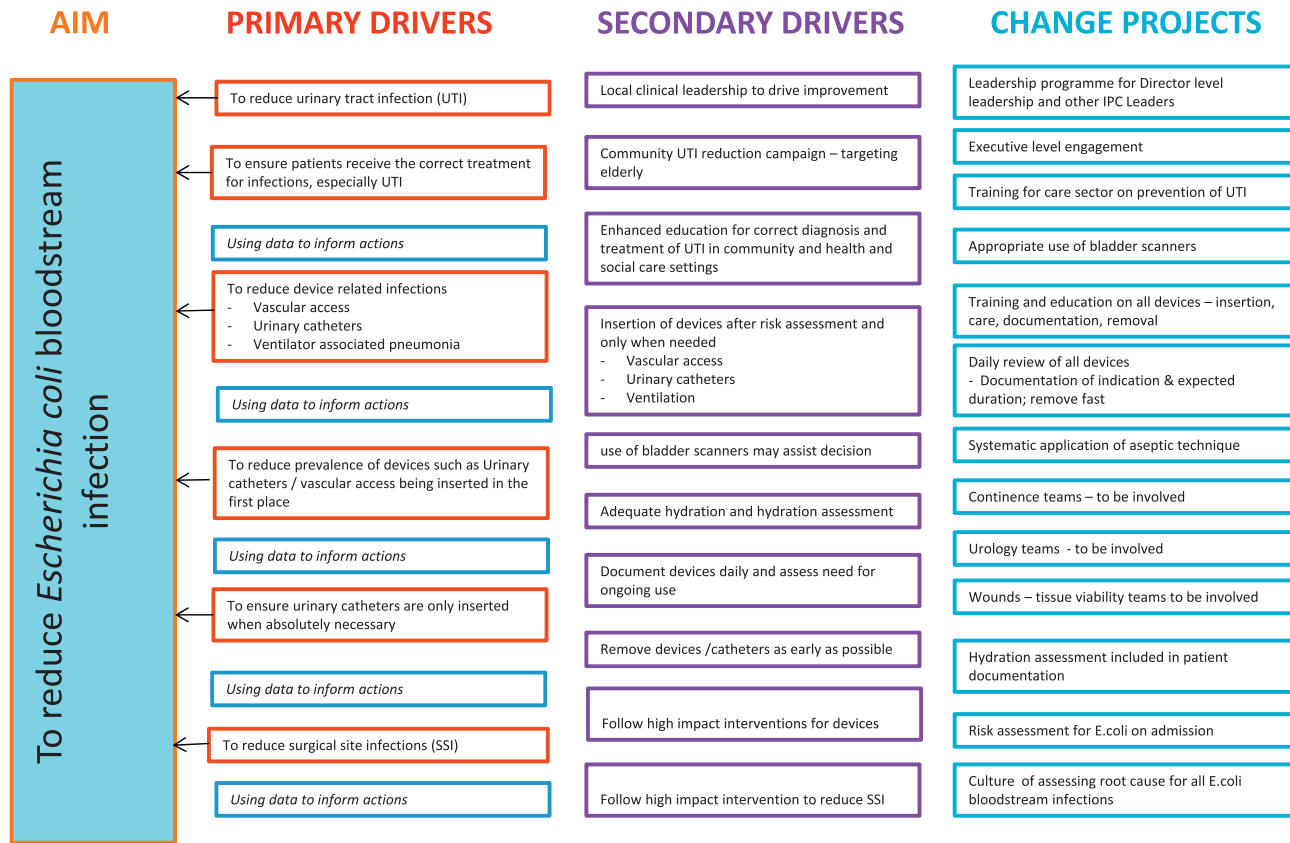 AIM
PRIMARY DRIVERS
SECONDARY DRIVERS
CHANGE PROJECTS
To reduce Escherichia coli bloodstream
infection
To reduce urinary tract infection (UTI)
To ensure patients receive the correct treatment
for infections, especially UTI
Using data to inform actions
To reduce device related infections
- Vascular access
- Urinary catheters
- Ventilator associated pneumonia
Using data to inform actions
To reduce prevalence of devices such as Urinary
catheters / vascular access being inserted in the
first place
Using data to inform actions
To ensure urinary catheters are only inserted
when absolutely necessary
Using data to inform actions
To reduce surgical site infections (SSI)
Using data to inform actions
Local clinical leadership to drive improvement
Community UTI reduction campaign – targeting
elderly
Enhanced education for correct diagnosis and
treatment of UTI in community and health and
social care settings
Insertion of devices after risk assessment and
only when needed
- Vascular access
- Urinary catheters
- Ventilation
use of bladder scanners may assist decision
Adequate hydration and hydration assessment
Document devices daily and assess need for
ongoing use
Remove devices /catheters as early as possible
Follow high impact interventions for devices
Follow high impact intervention to reduce SSI
Leadership programme for Director level
leadership and other IPC Leaders
Executive level engagement
Training for care sector on prevention of UTI
Appropriate use of bladder scanners
Training and education on all devices – insertion,
care, documentation, removal
Daily review of all devices
- Documentation of indication & expected
duration; remove fast
Systematic application of aseptic technique
Continence teams – to be involved
Urology teams - to be involved
Wounds – tissue viability teams to be involved
Hydration assessment included in patient
documentation
Risk assessment for E.coli on admission
Culture of assessing root cause for all E.coli
bloodstream infections